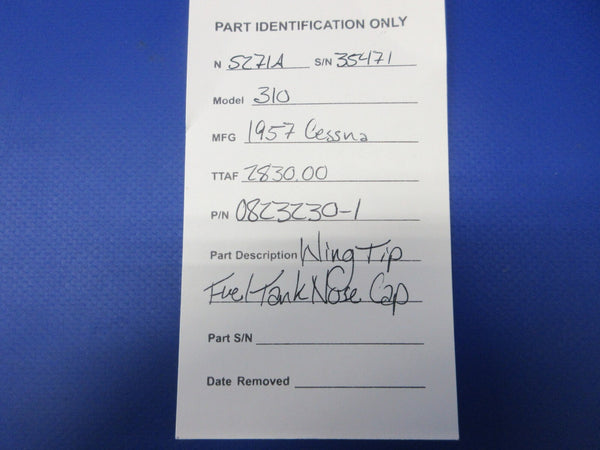 PART IDENTIFICATION ONLY
N 5271A S/N 35471
Model 310
MFG 1957 Cessna
TTAF 2830.00
P/N 0823230-1
Part Description Wing Tip
Fuel Tank Nose Cap
Part S/N
Date Removed